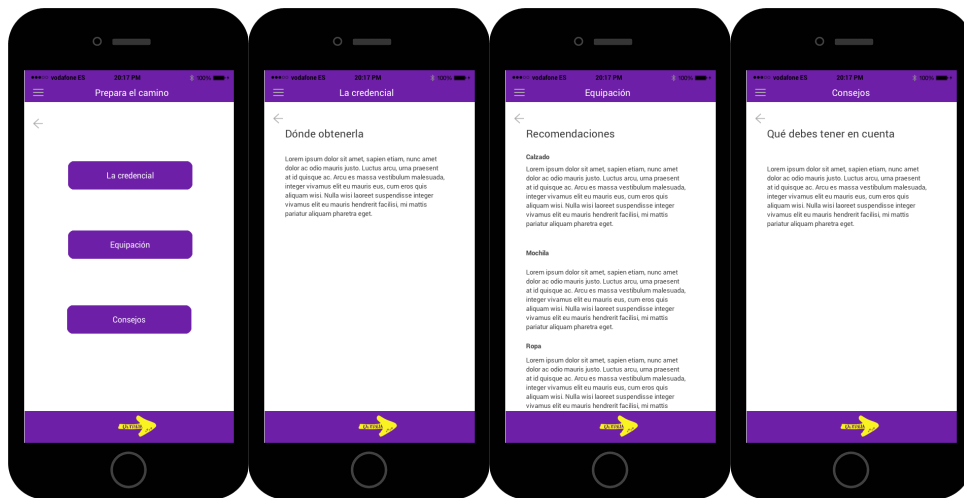 vodafone ES 20:17 PM 100%
Prepara el camino
La credencial
Equipación
Consejos
vodafone ES 20:17 PM 100%
La credencial
Dónde obtenerla
Lorem ipsum dolor sit amet, sapien etiam, nunc amet
dolor ac odio mauris justo. Luctus arcu, urna praesent
at id quisque ac. Arcu es massa vestibulum malesuada,
integer vivamus elit eu mauris eus, cum eros quis
aliquam wisi. Nulla wisi laoreet suspendisse integer
vivamus elit eu mauris hendrerit facilisi, mi mattis
pariatur aliquam pharetra eget.
vodafone ES 20:17 PM 100%
Equipación
Recomendaciones
Calzado
Lorem ipsum dolor sit amet, sapien etiam, nunc amet
dolor ac odio mauris justo. Luctus arcu, urna praesent
at id quisque ac. Arcu es massa vestibulum malesuada,
integer vivamus elit eu mauris eus, cum eros quis
aliquam wisi. Nulla wisi laoreet suspendisse integer
vivamus elit eu mauris hendrerit facilisi, mi mattis
pariatur aliquam pharetra eget.
Mochila
Lorem ipsum dolor sit amet, sapien etiam, nunc amet
dolor ac odio mauris justo. Luctus arcu, urna praesent
at id quisque ac. Arcu es massa vestibulum malesuada,
integer vivamus elit eu mauris eus, cum eros quis
aliquam wisi. Nulla wisi laoreet suspendisse integer
vivamus elit eu mauris hendrerit facilisi, mi mattis
pariatur aliquam pharetra eget.
Ropa
Lorem ipsum dolor sit amet, sapien etiam, nunc amet
dolor ac odio mauris justo. Luctus arcu, urna praesent
at id quisque ac. Arcu es massa vestibulum malesuada,
integer vivamus elit eu mauris eus, cum eros quis
aliquam wisi. Nulla wisi laoreet suspendisse integer
vivamus elit eu mauris hendrerit facilisi, mi mattis
vodafone ES 20:17 PM 100%
Consejos
Qué debes tener en cuenta
Lorem ipsum dolor sit amet, sapien etiam, nunc amet
dolor ac odio mauris justo. Luctus arcu, urna praesent
at id quisque ac. Arcu es massa vestibulum malesuada,
integer vivamus elit eu mauris eus, cum eros quis
aliquam wisi. Nulla wisi laoreet suspendisse integer
vivamus elit eu mauris hendrerit facilisi, mi mattis
pariatur aliquam pharetra eget.